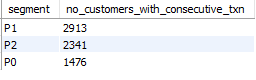 segment no_customers_with_consecutive_txn
P1 2913
P2 2341
P0 1476